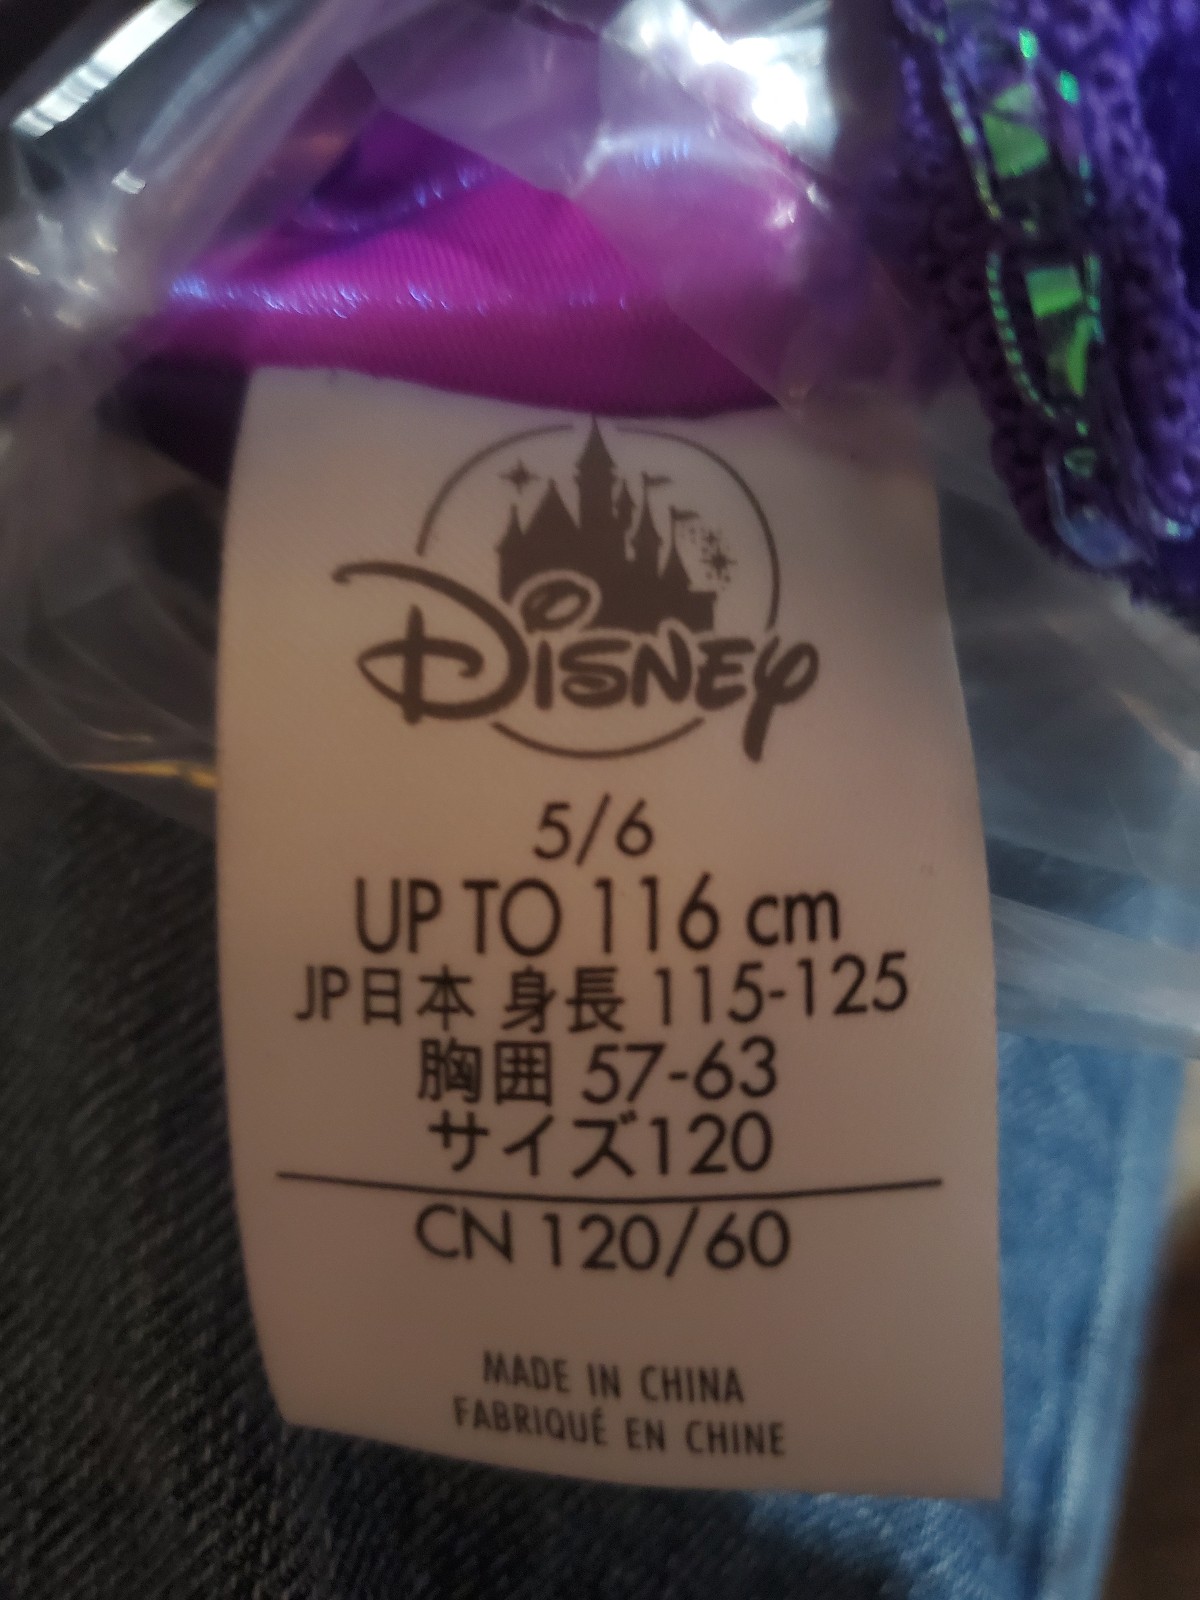 Disney
5/6
UP TO 116 cm
JP日本 身長 115-125
胸囲 57-63
サイズ120
CN 120/60
MADE IN CHINA
FABRIQUÉ EN CHINE